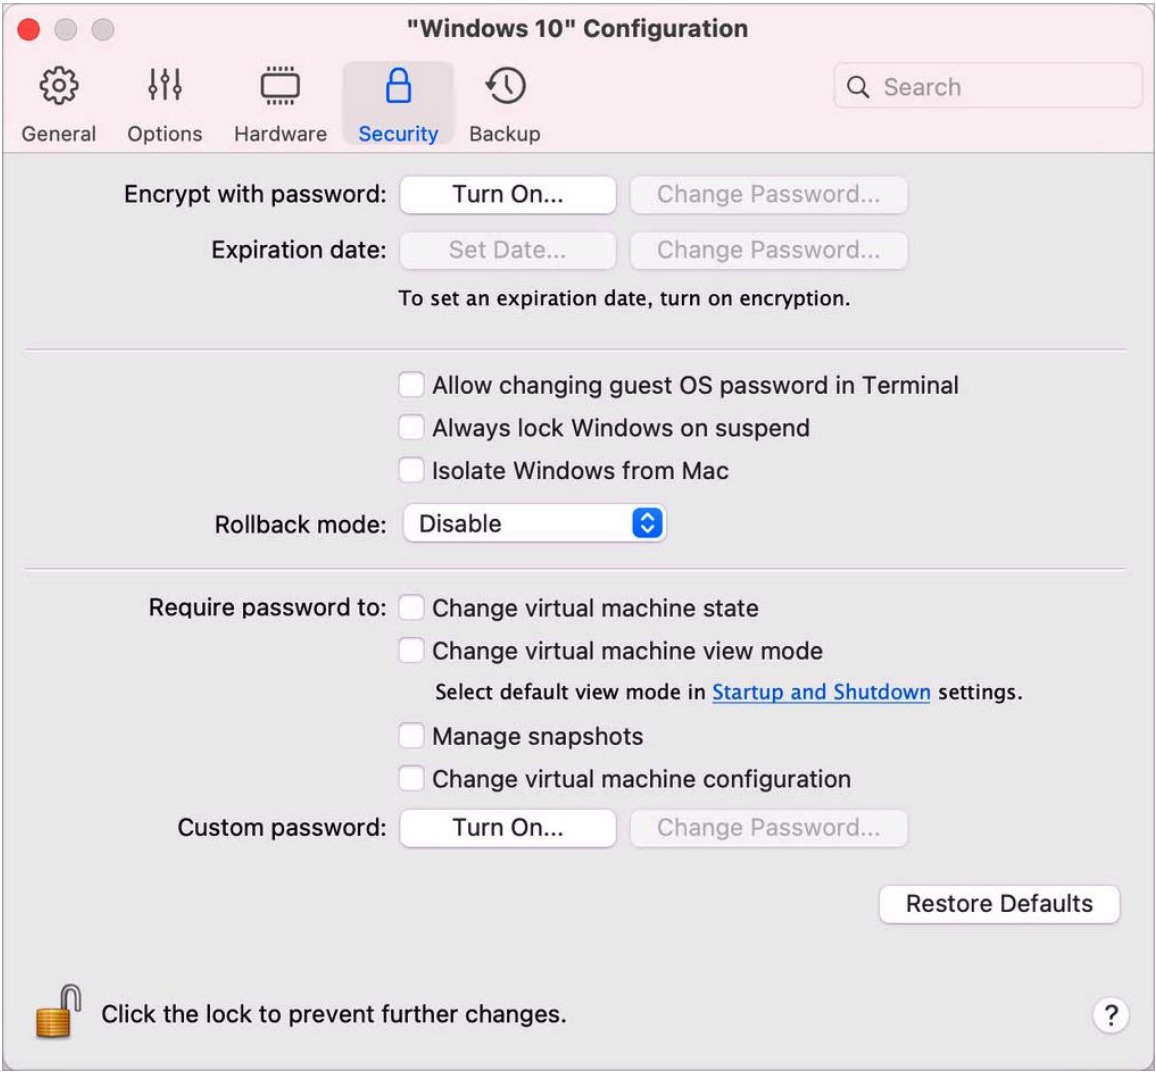 "Windows 10" Configuration
General Options Hardware Security Backup Search
Encrypt with password: Turn On... Change Password...
Expiration date: Set Date... Change Password...
To set an expiration date, turn on encryption.
Allow changing guest OS password in Terminal
Always lock Windows on suspend
Isolate Windows from Mac
Rollback mode: Disable
Require password to: Change virtual machine state
Change virtual machine view mode
Select default view mode in Startup and Shutdown settings.
Manage snapshots
Change virtual machine configuration
Custom password: Turn On... Change Password...
Restore Defaults
Click the lock to prevent further changes. ?